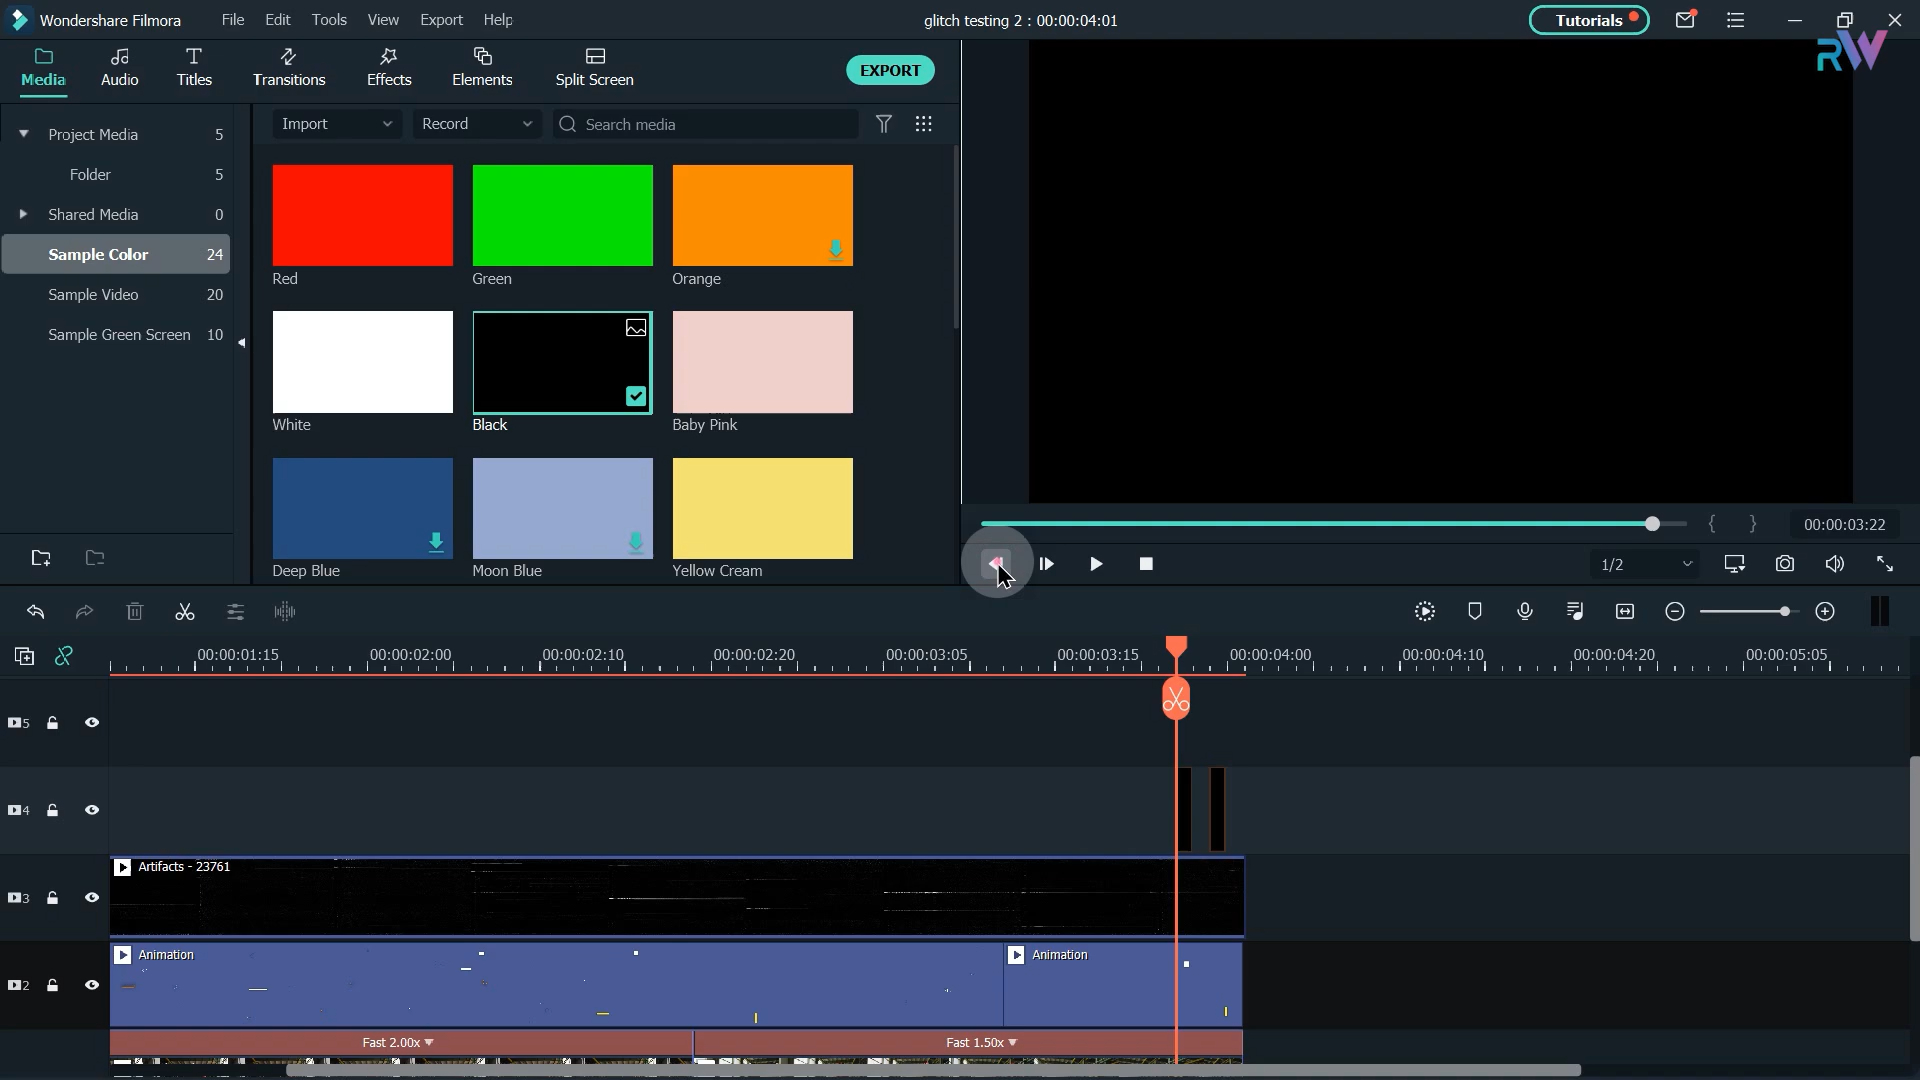 Wondershare Filmora
File
Edit
Tools
View
Export
Help
glitch testing 2 : 00:00:04:01
Tutorials
RW
Media
Audio
Titles
Transitions
Effects
Elements
Split Screen
EXPORT
Project Media 5
Folder 5
Shared Media 0
Sample Color 24
Sample Video 20
Sample Green Screen 10
Import
Record
Search media
Red
Green
Orange
White
Black
Baby Pink
Deep Blue
Moon Blue
Yellow Cream
{ }
00:00:03:22
1/2
00:00:01:15
00:00:02:00
00:00:02:10
00:00:02:20
00:00:03:05
00:00:03:15
00:00:04:00
00:00:04:10
00:00:04:20
00:00:05:05
5
4
3
Artifacts - 23761
2
Animation
Animation
Fast 2.00x
Fast 1.50x